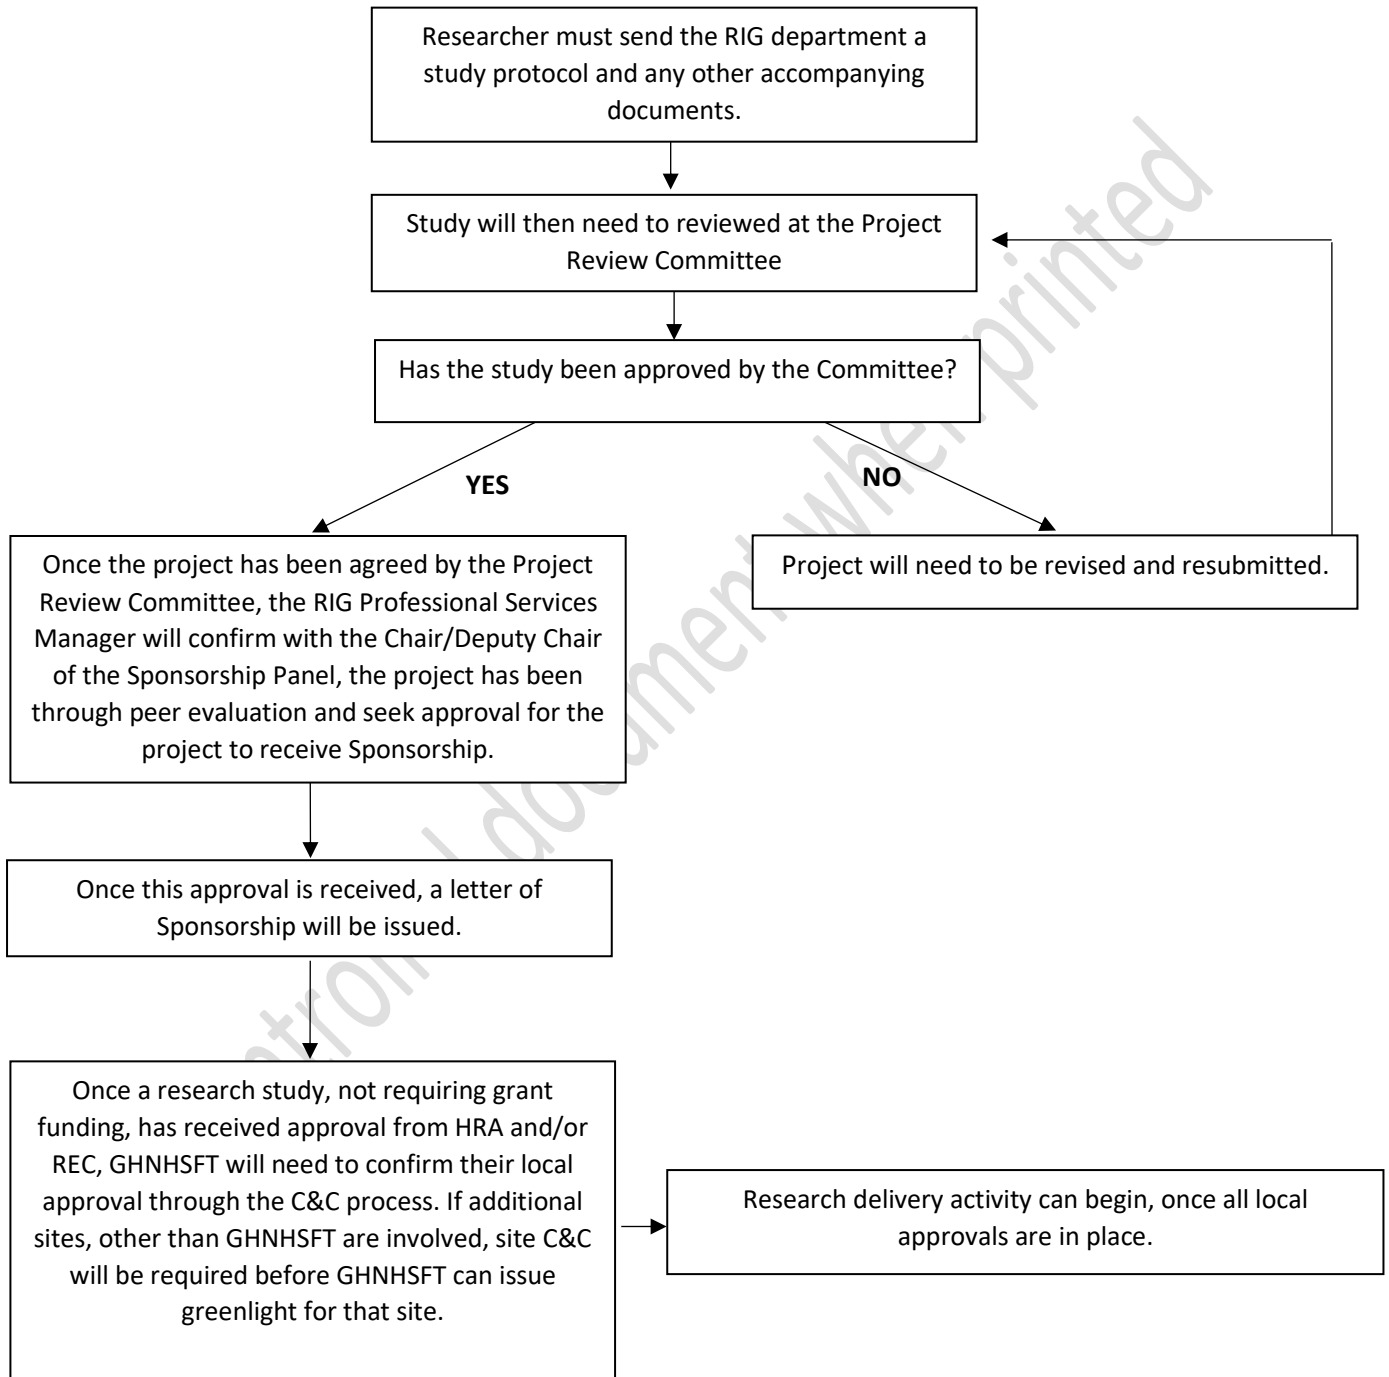 Researcher must send the RIG department a
study protocol and any other accompanying
documents.
Study will then need to reviewed at the Project
Review Committee
Has the study been approved by the Committee?
YES
NO
Once the project has been agreed by the Project
Review Committee, the RIG Professional Services
Manager will confirm with the Chair/Deputy Chair
of the Sponsorship Panel, the project has been
through peer evaluation and seek approval for the
project to receive Sponsorship.
Project will need to be revised and resubmitted.
Once this approval is received, a letter of
Sponsorship will be issued.
Once a research study, not requiring grant
funding, has received approval from HRA and/or
REC, GHNHSFT will need to confirm their local
approval through the C&C process. If additional
sites, other than GHNHSFT are involved, site C&C
will be required before GHNHSFT can issue
greenlight for that site.
Research delivery activity can begin, once all local
approvals are in place.
document when printed